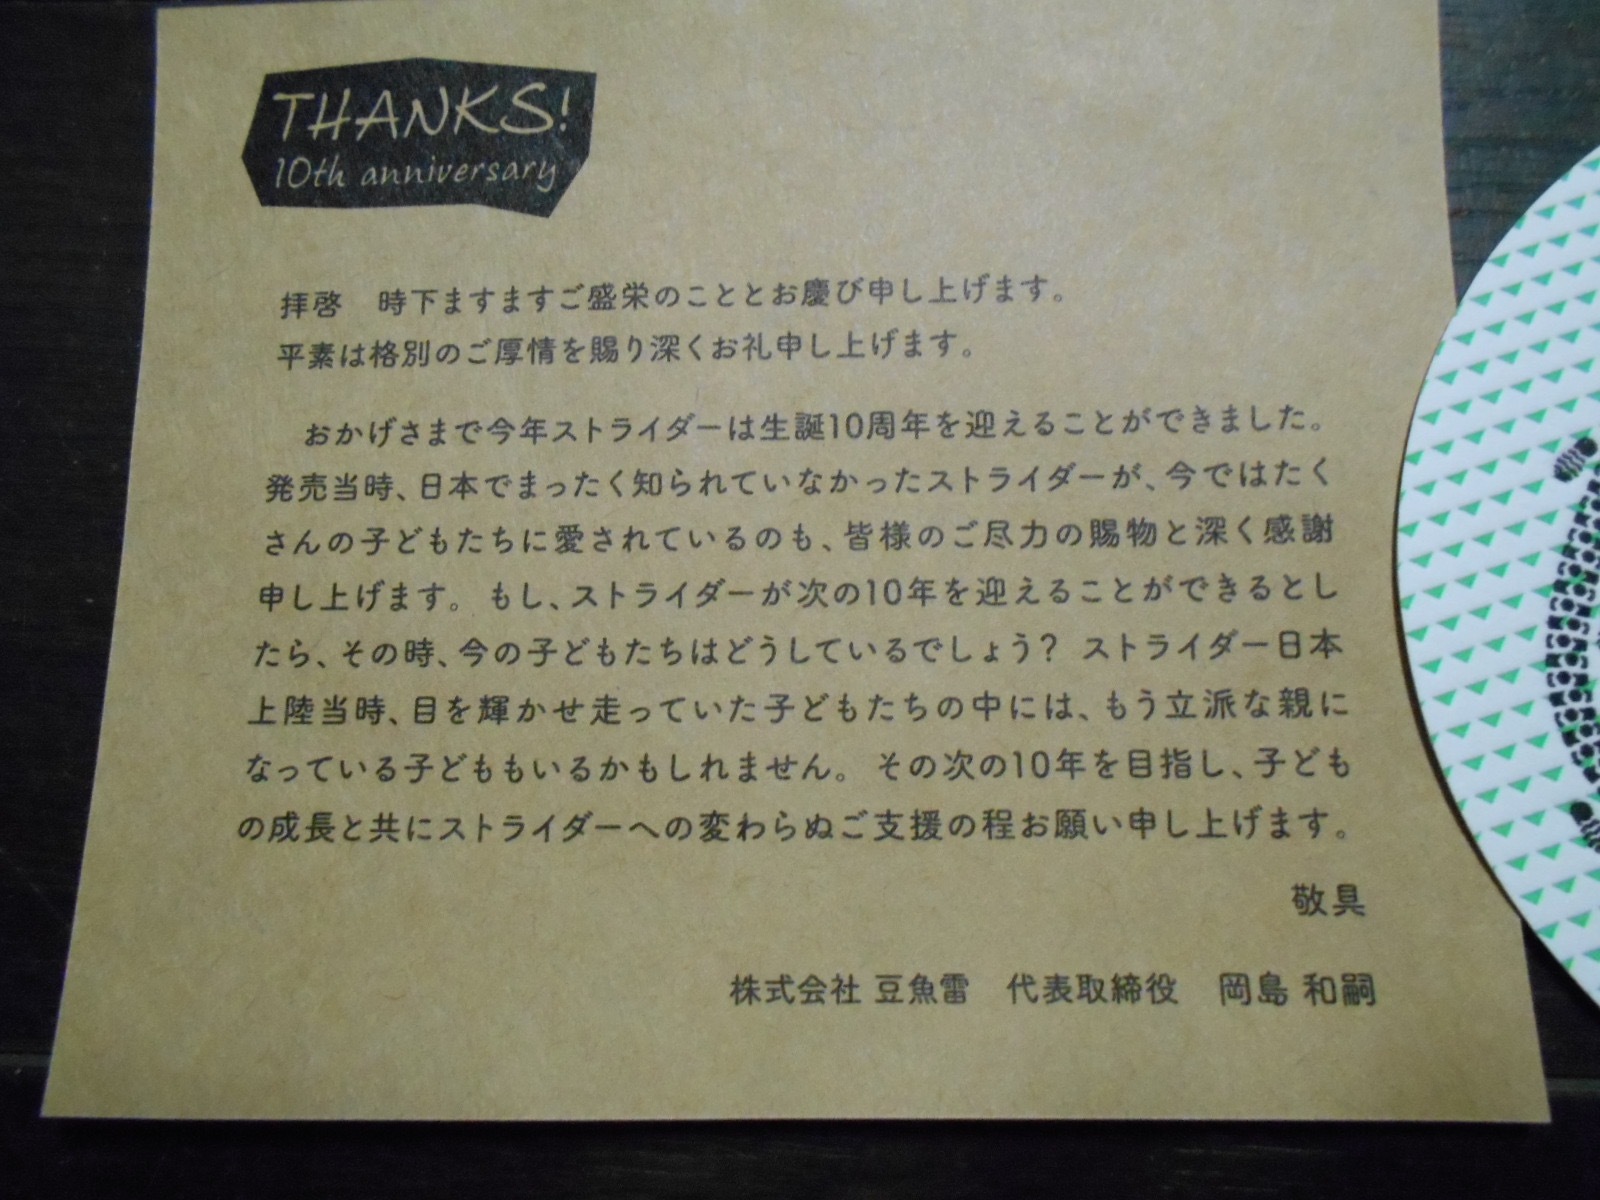 THANKS!
10th anniversary
拝啓　時下ますますご盛栄のこととお慶び申し上げます。
平素は格別のご厚情を賜り深くお礼申し上げます。
おかげさまで今年ストライダーは生誕10周年を迎えることができました。
発売当時、日本でまったく知られていなかったストライダーが、今ではたく
さんの子どもたちに愛されているのも、皆様のご尽力の賜物と深く感謝
申し上げます。もし、ストライダーが次の10年を迎えることができるとし
たら、その時、今の子どもたちはどうしているでしょう？ ストライダー日本
上陸当時、目を輝かせ走っていた子どもたちの中には、もう立派な親に
なっている子どももいるかもしれません。その次の10年を目指し、子ども
の成長と共にストライダーへの変わらぬご支援の程お願い申し上げます。
敬具
株式会社 豆魚雷　代表取締役　岡島 和嗣